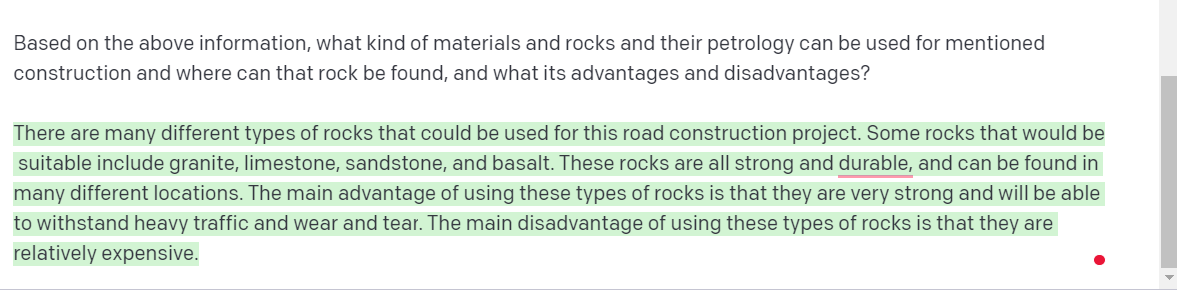 Based on the above information, what kind of materials and rocks and their petrology can be used for mentioned
construction and where can that rock be found, and what its advantages and disadvantages?
There are many different types of rocks that could be used for this road construction project. Some rocks that would be
suitable include granite, limestone, sandstone, and basalt. These rocks are all strong and durable, and can be found in
many different locations. The main advantage of using these types of rocks is that they are very strong and will be able
to withstand heavy traffic and wear and tear. The main disadvantage of using these types of rocks is that they are
relatively expensive.